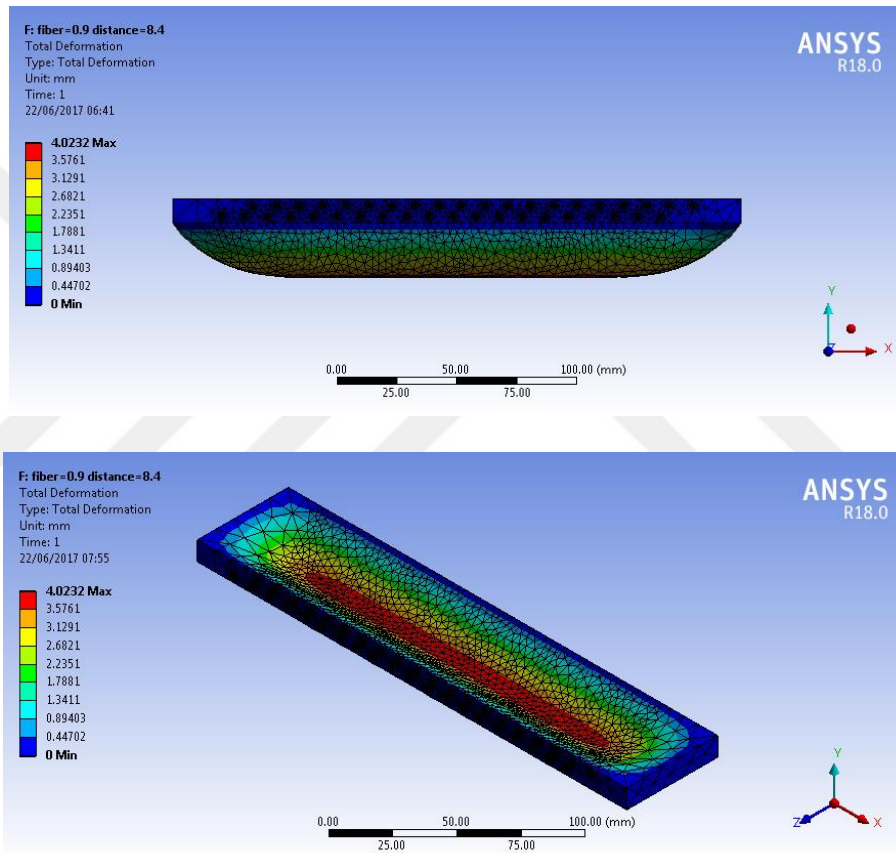 F: fiber=0.9 distance=8.4
Total Deformation
Type: Total Deformation
Unit: mm
Time: 1
22/06/2017 06:41
ANSYS
R18.0
4.0232 Max
3.5761
3.1291
2.6821
2.2351
1.7881
1.3411
0.89403
0.44702
0 Min
Y
Z
X
0.00 50.00 100.00 (mm)
25.00 75.00
F: fiber=0.9 distance=8.4
Total Deformation
Type: Total Deformation
Unit: mm
Time: 1
22/06/2017 07:55
ANSYS
R18.0
4.0232 Max
3.5761
3.1291
2.6821
2.2351
1.7881
1.3411
0.89403
0.44702
0 Min
Y
Z X
0.00 50.00 100.00 (mm)
25.00 75.00